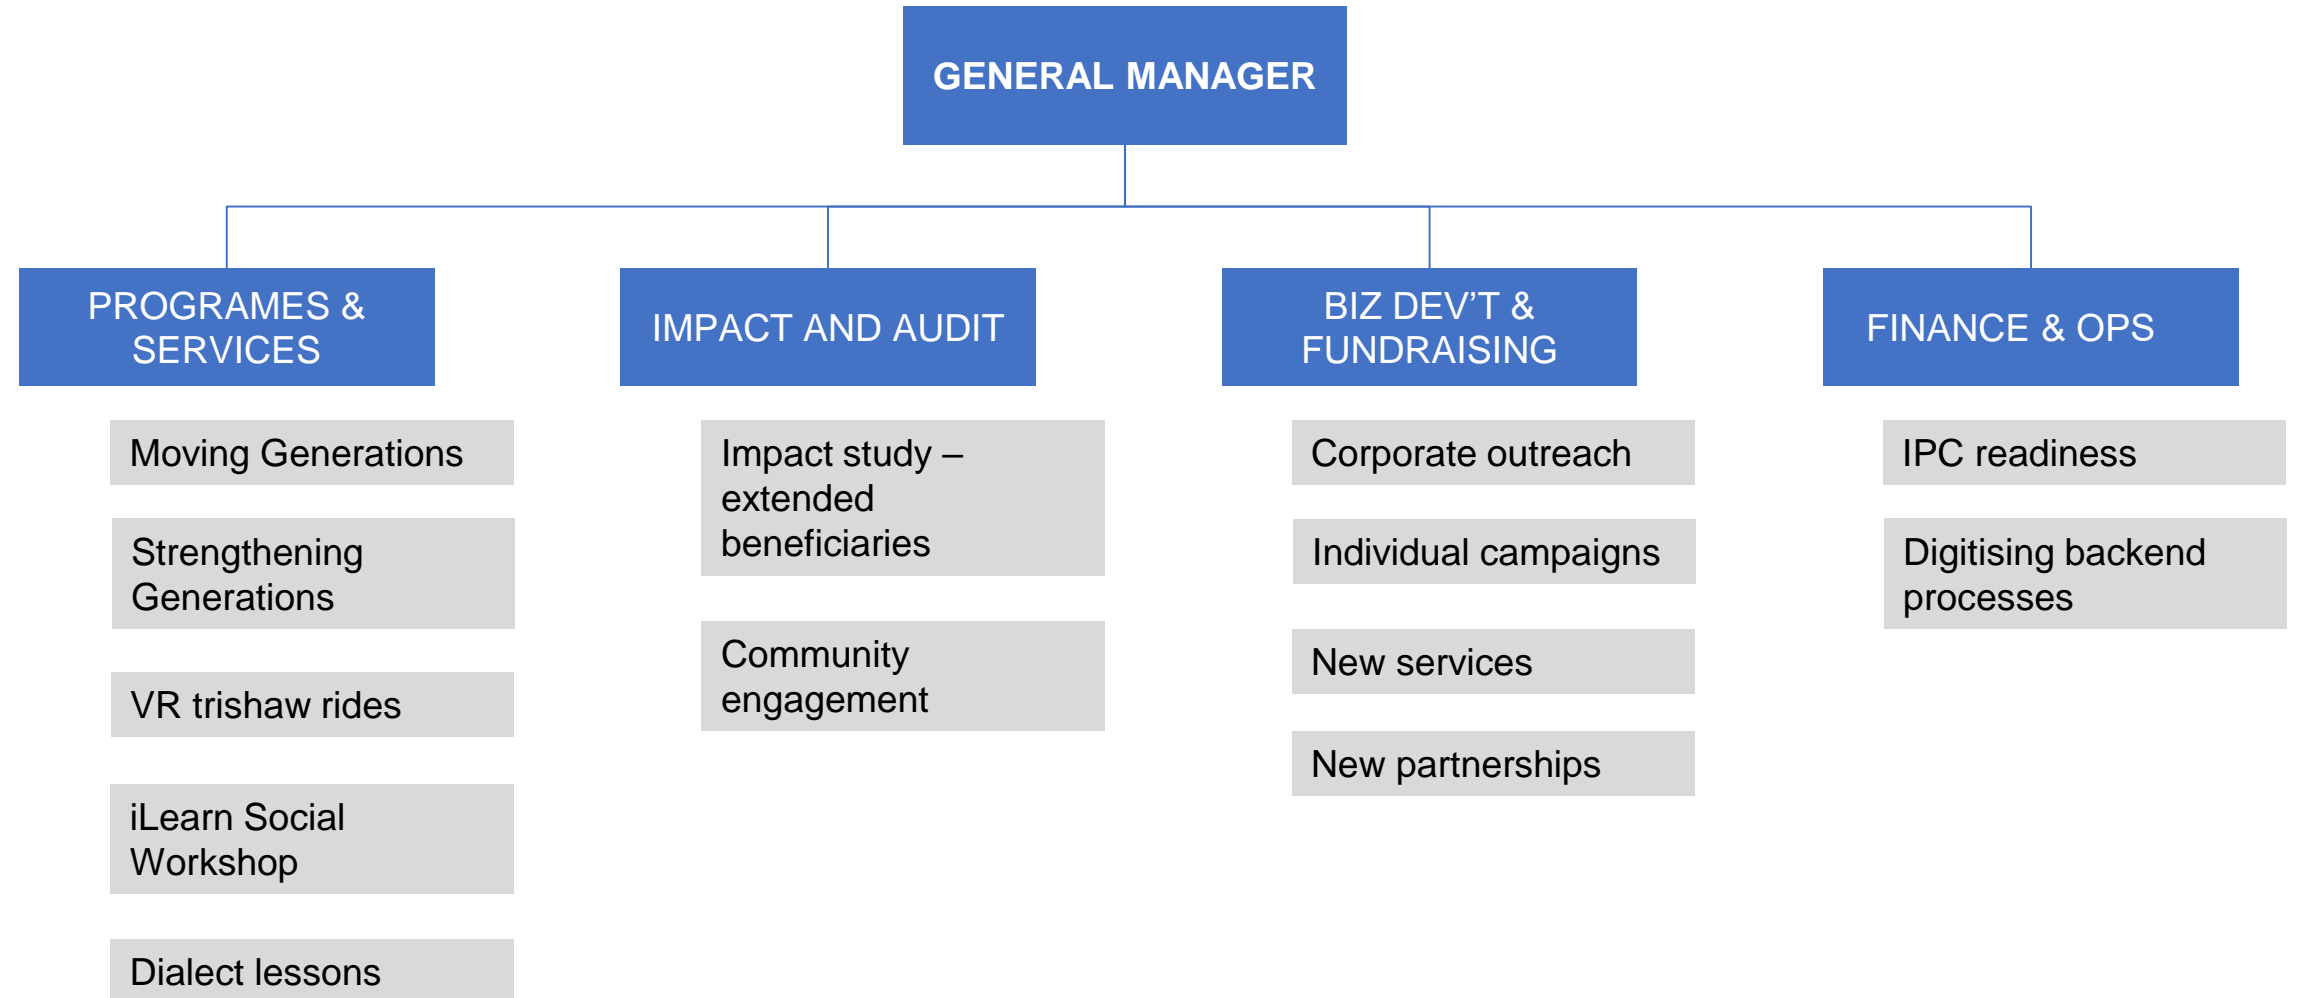 GENERAL MANAGER
PROGRAMES &
SERVICES
IMPACT AND AUDIT
BIZ DEV’T &
FUNDRAISING
FINANCE & OPS
Moving Generations
Strengthening
Generations
VR trishaw rides
iLearn Social
Workshop
Dialect lessons
Impact study –
extended
beneficiaries
Community
engagement
Corporate outreach
Individual campaigns
New services
New partnerships
IPC readiness
Digitising backend
processes